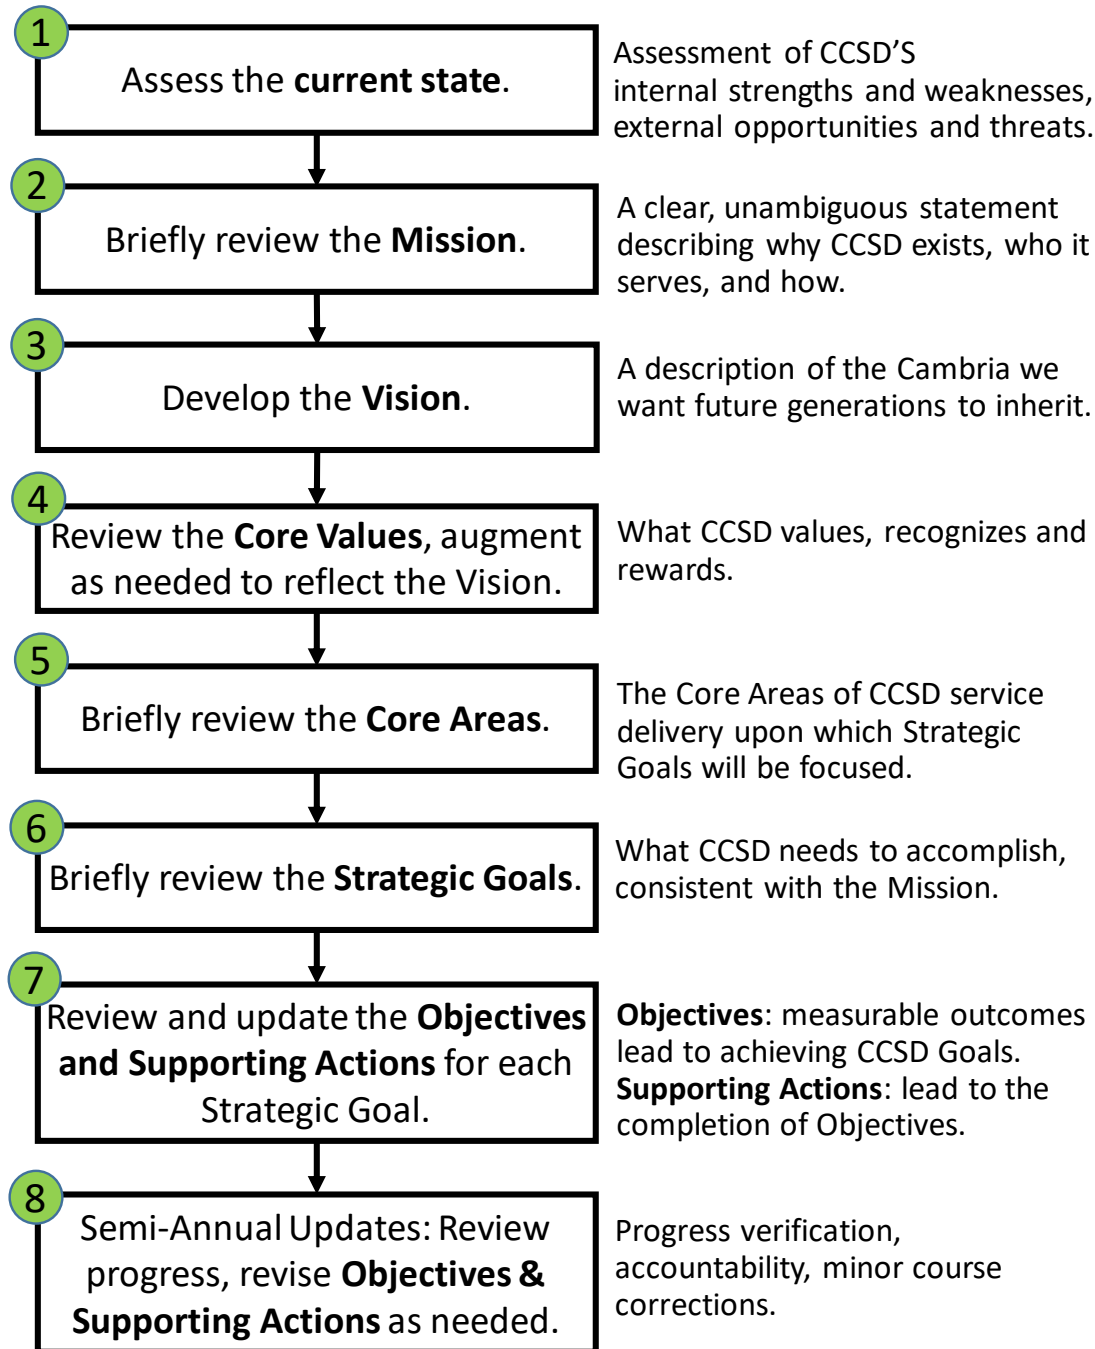 1
Assess the current state.
Assessment of CCSD’S
internal strengths and weaknesses,
external opportunities and threats.
2
Briefly review the Mission.
A clear, unambiguous statement
describing why CCSD exists, who it
serves, and how.
3
Develop the Vision.
A description of the Cambria we
want future generations to inherit.
4
Review the Core Values, augment
as needed to reflect the Vision.
What CCSD values, recognizes and
rewards.
5
Briefly review the Core Areas.
The Core Areas of CCSD service
delivery upon which Strategic
Goals will be focused.
6
Briefly review the Strategic Goals.
What CCSD needs to accomplish,
consistent with the Mission.
7
Review and update the Objectives
and Supporting Actions for each
Strategic Goal.
Objectives: measurable outcomes
lead to achieving CCSD Goals.
Supporting Actions: lead to the
completion of Objectives.
8
Semi-Annual Updates: Review
progress, revise Objectives &
Supporting Actions as needed.
Progress verification,
accountability, minor course
corrections.